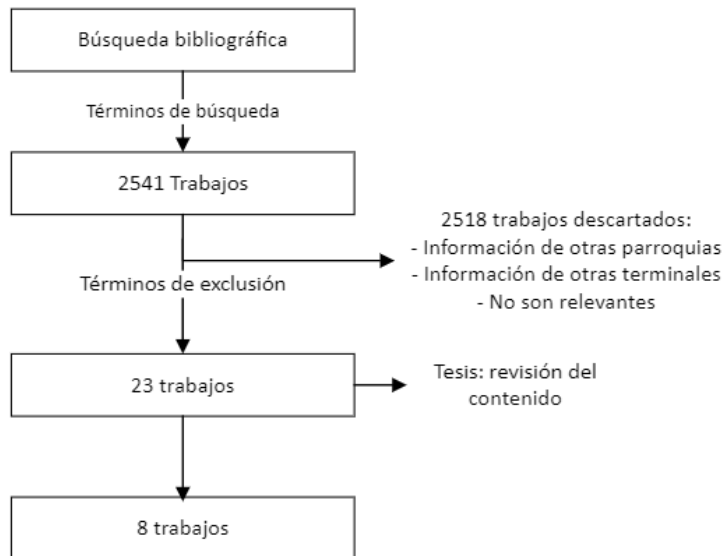 Búsqueda bibliográfica
Términos de búsqueda
2541 Trabajos
2518 trabajos descartados:
- Información de otras parroquias
- Información de otras terminales
- No son relevantes
Términos de exclusión
23 trabajos
Tesis: revisión del
contenido
8 trabajos